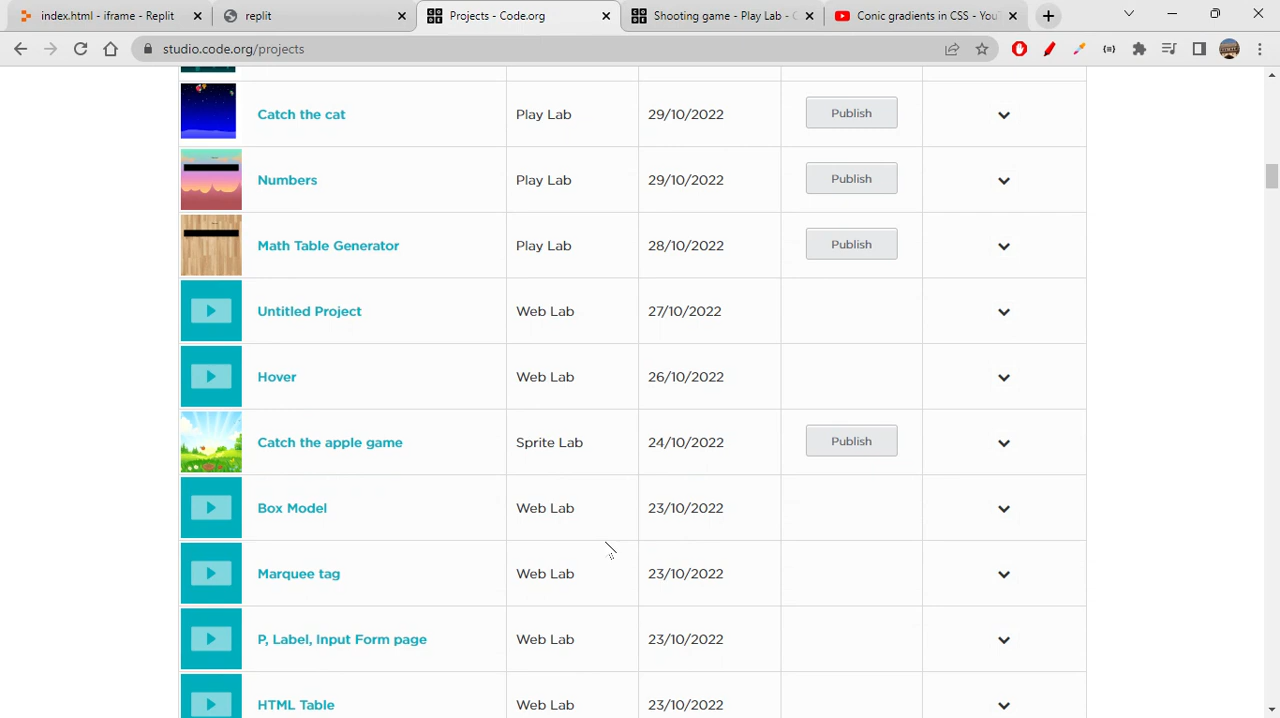 index.html - iframe - Replit
replit
Projects - Code.org
Shooting game - Play Lab - C
Conic gradients in CSS - YouT
studio.code.org/projects
Catch the cat Play Lab 29/10/2022 Publish
Numbers Play Lab 29/10/2022 Publish
Math Table Generator Play Lab 28/10/2022 Publish
Untitled Project Web Lab 27/10/2022
Hover Web Lab 26/10/2022
Catch the apple game Sprite Lab 24/10/2022 Publish
Box Model Web Lab 23/10/2022
Marquee tag Web Lab 23/10/2022
P, Label, Input Form page Web Lab 23/10/2022
HTML Table Web Lab 23/10/2022